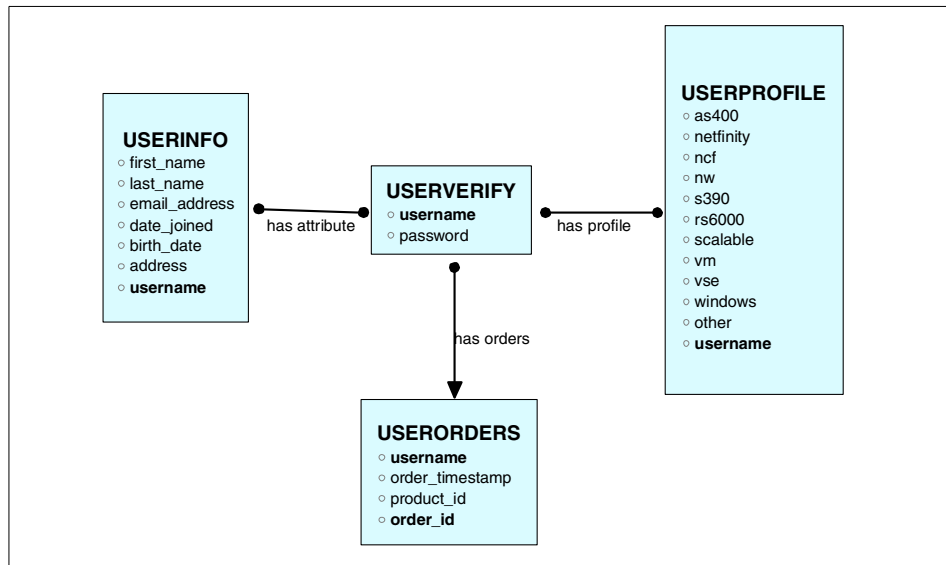 USERINFO
first_name
last_name
email_address
date_joined
birth_date
address
username
has attribute
USERVERIFY
username
password
has profile
USERPROFILE
as400
netfinity
ncf
nw
s390
rs6000
scalable
vm
vse
windows
other
username
has orders
USERORDERS
username
order_timestamp
product_id
order_id